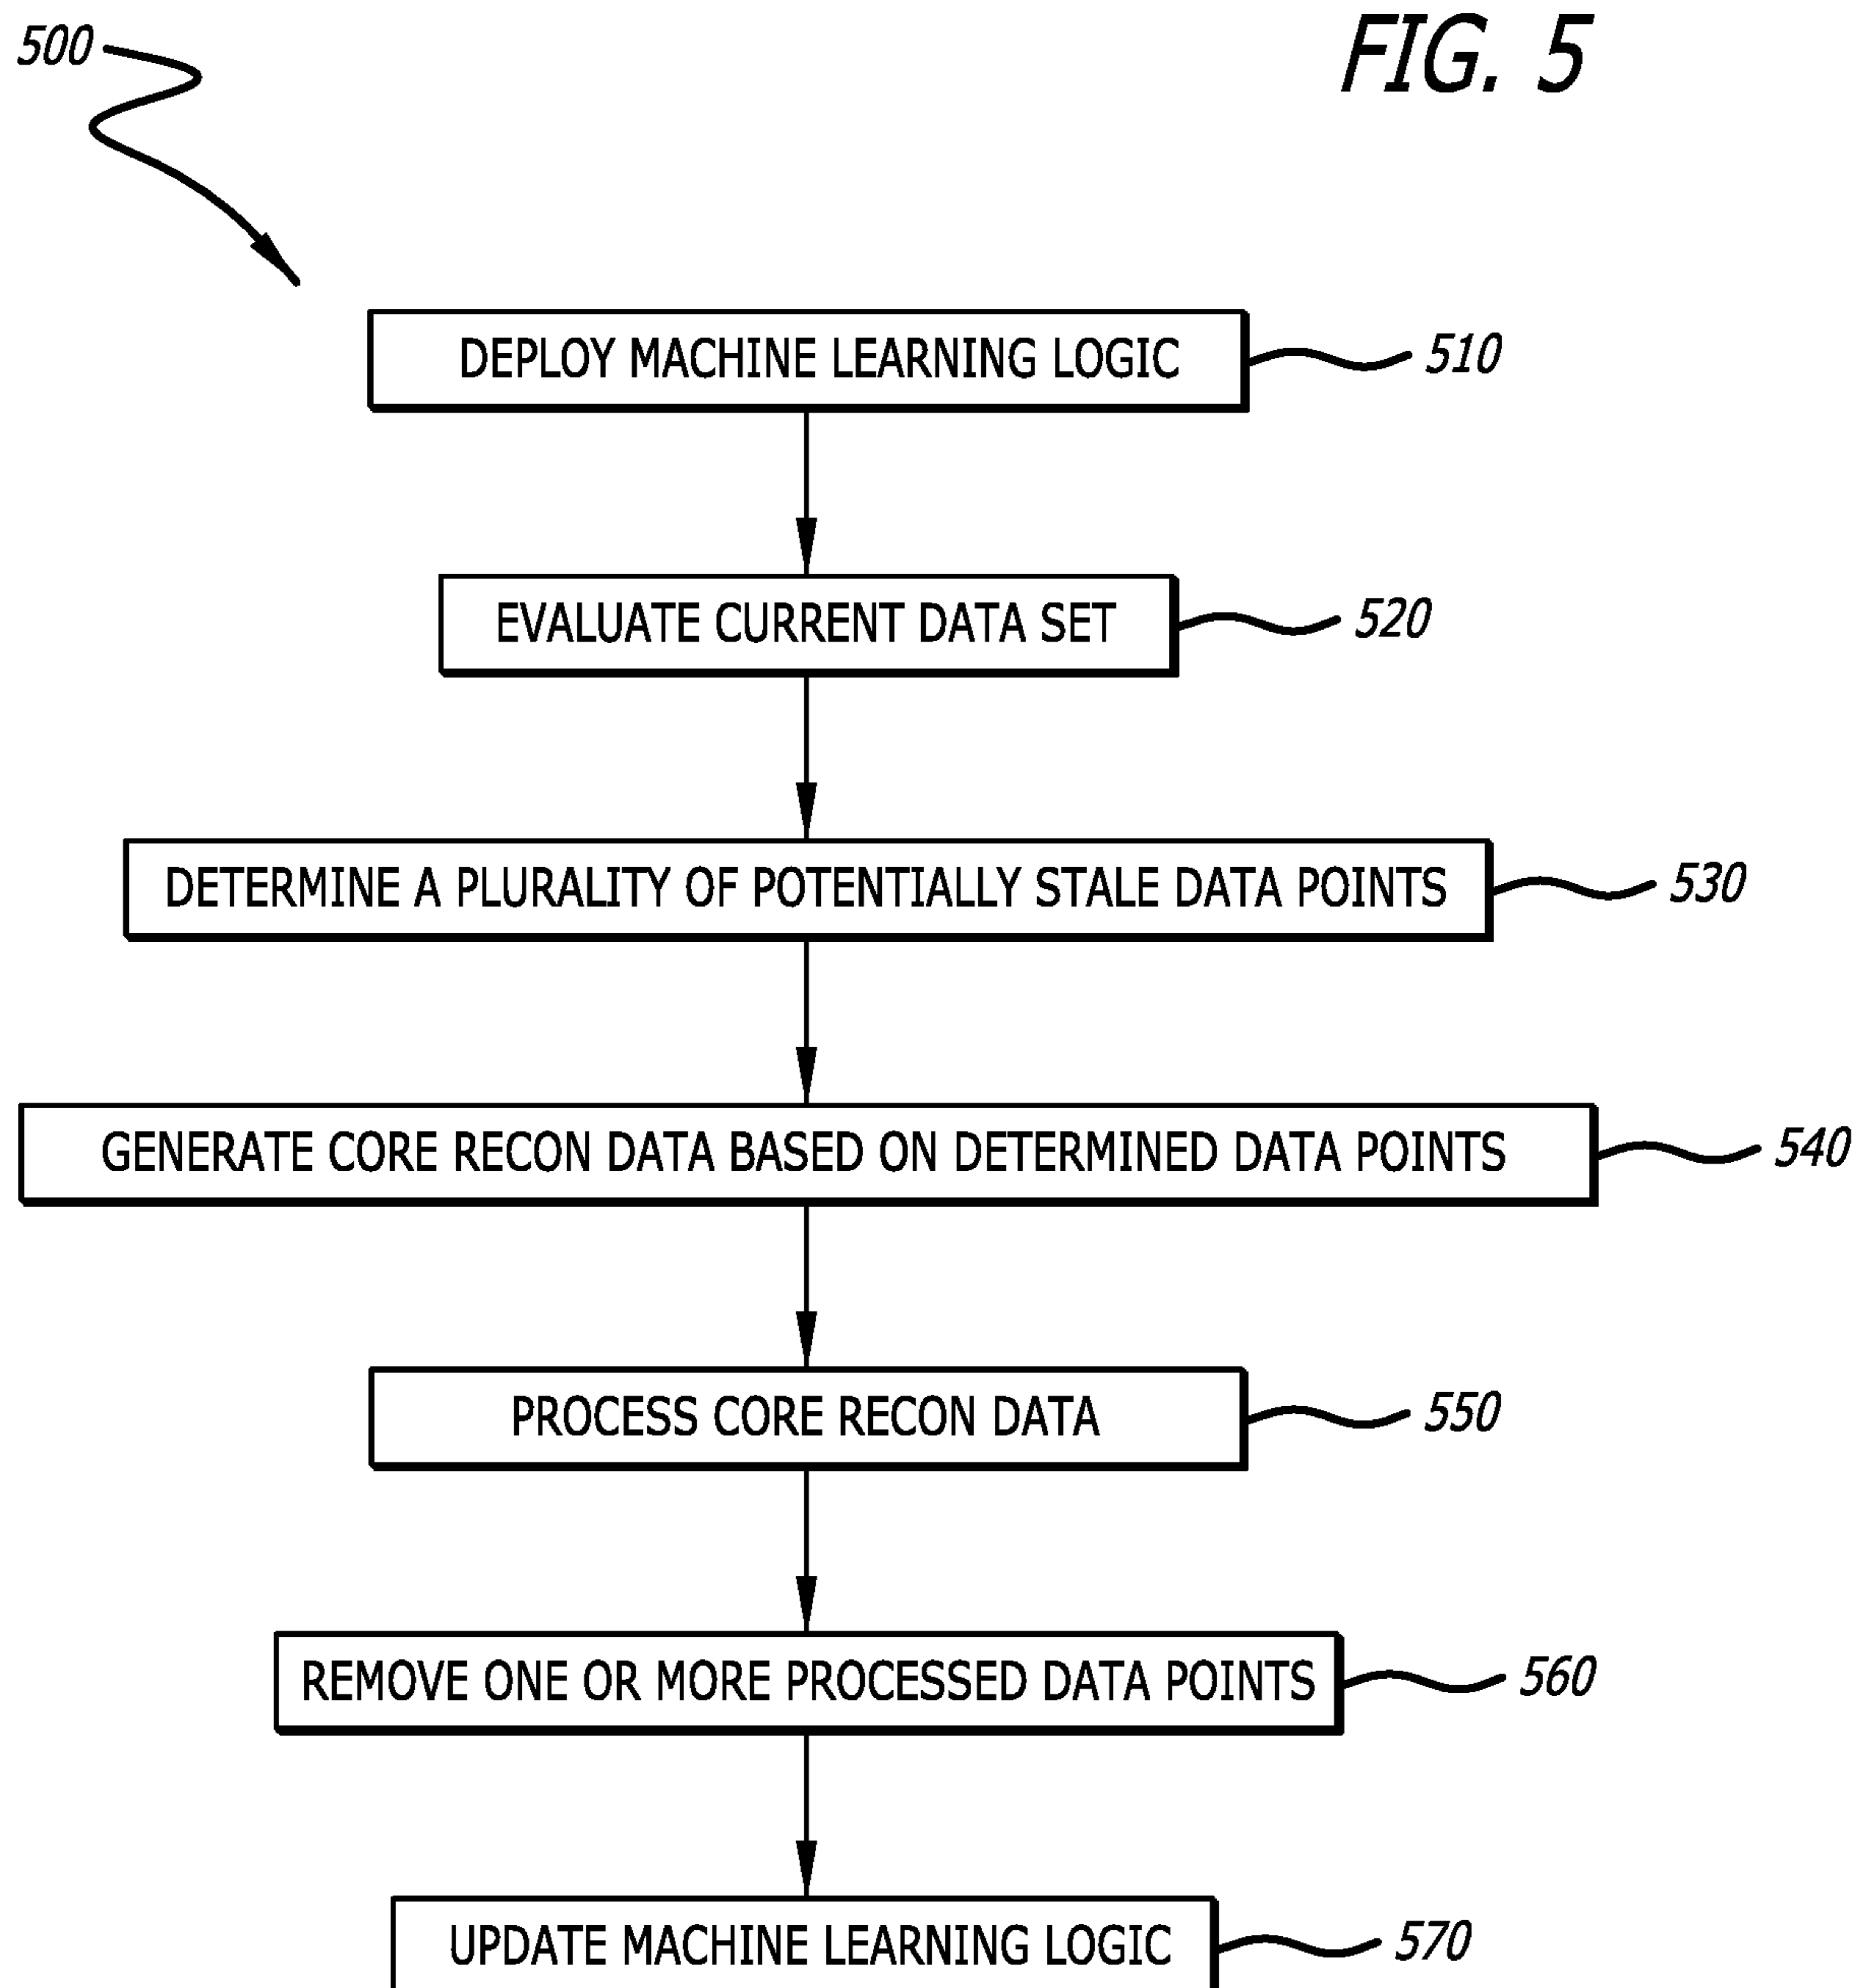 500
FIG. 5
DEPLOY MACHINE LEARNING LOGIC
510
EVALUATE CURRENT DATA SET
520
DETERMINE A PLURALITY OF POTENTIALLY STALE DATA POINTS
530
GENERATE CORE RECON DATA BASED ON DETERMINED DATA POINTS
540
PROCESS CORE RECON DATA
550
REMOVE ONE OR MORE PROCESSED DATA POINTS
560
UPDATE MACHINE LEARNING LOGIC
570